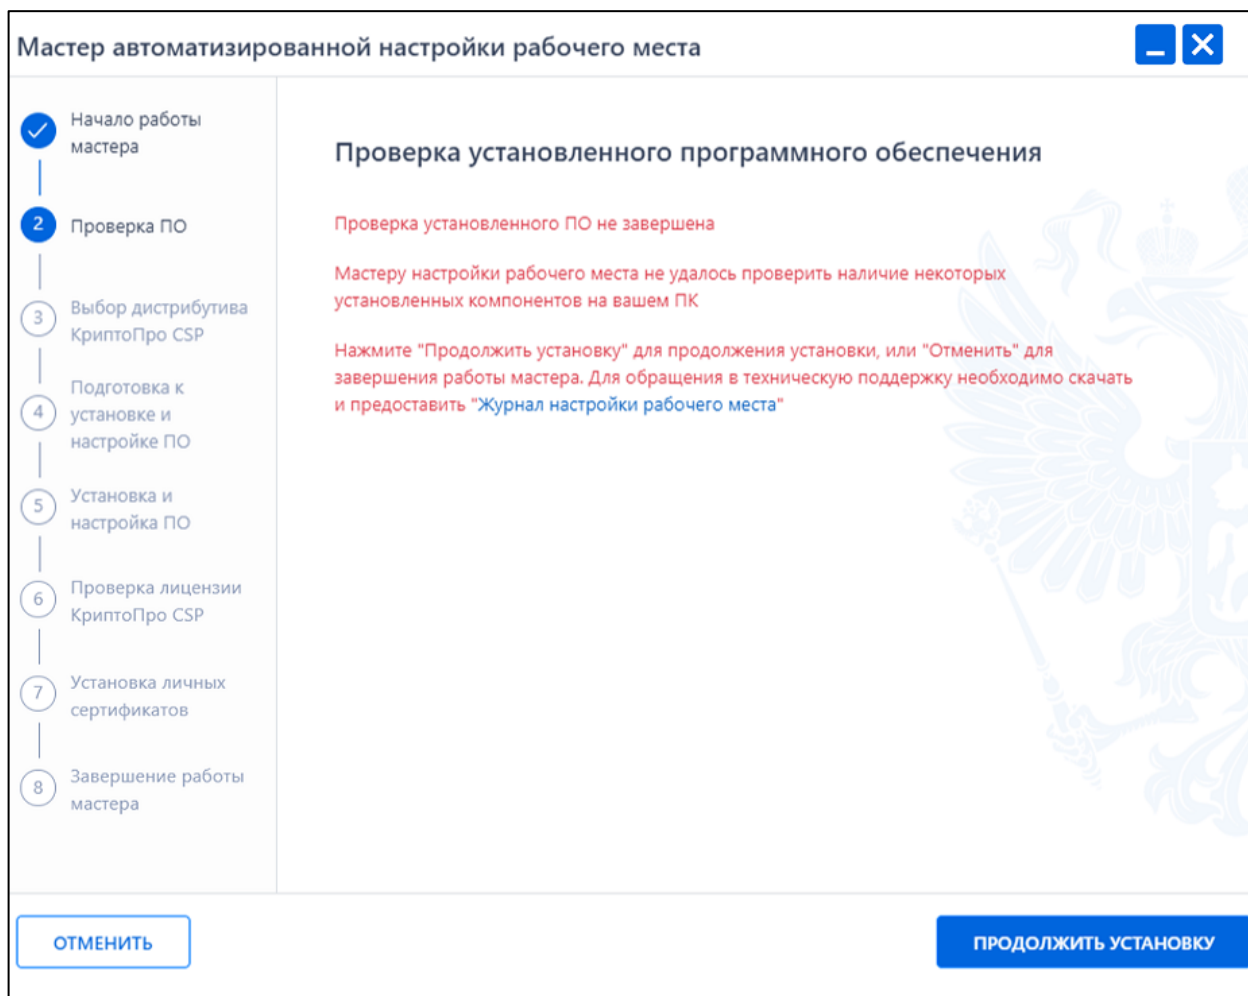 Мастер автоматизированной настройки рабочего места
Начало работы
мастера
2
Проверка ПО
3
Выбор дистрибутива
КриптоПро CSP
4
Подготовка к
установке и
настройке ПО
5
Установка и
настройка ПО
6
Проверка лицензии
КриптоПро CSP
7
Установка личных
сертификатов
8
Завершение работы
мастера
Проверка установленного программного обеспечения
Проверка установленного ПО не завершена
Мастеру настройки рабочего места не удалось проверить наличие некоторых
установленных компонентов на вашем ПК
Нажмите "Продолжить установку" для продолжения установки, или "Отменить" для
завершения работы мастера. Для обращения в техническую поддержку необходимо скачать
и предоставить "Журнал настройки рабочего места"
ОТМЕНИТЬ
ПРОДОЛЖИТЬ УСТАНОВКУ